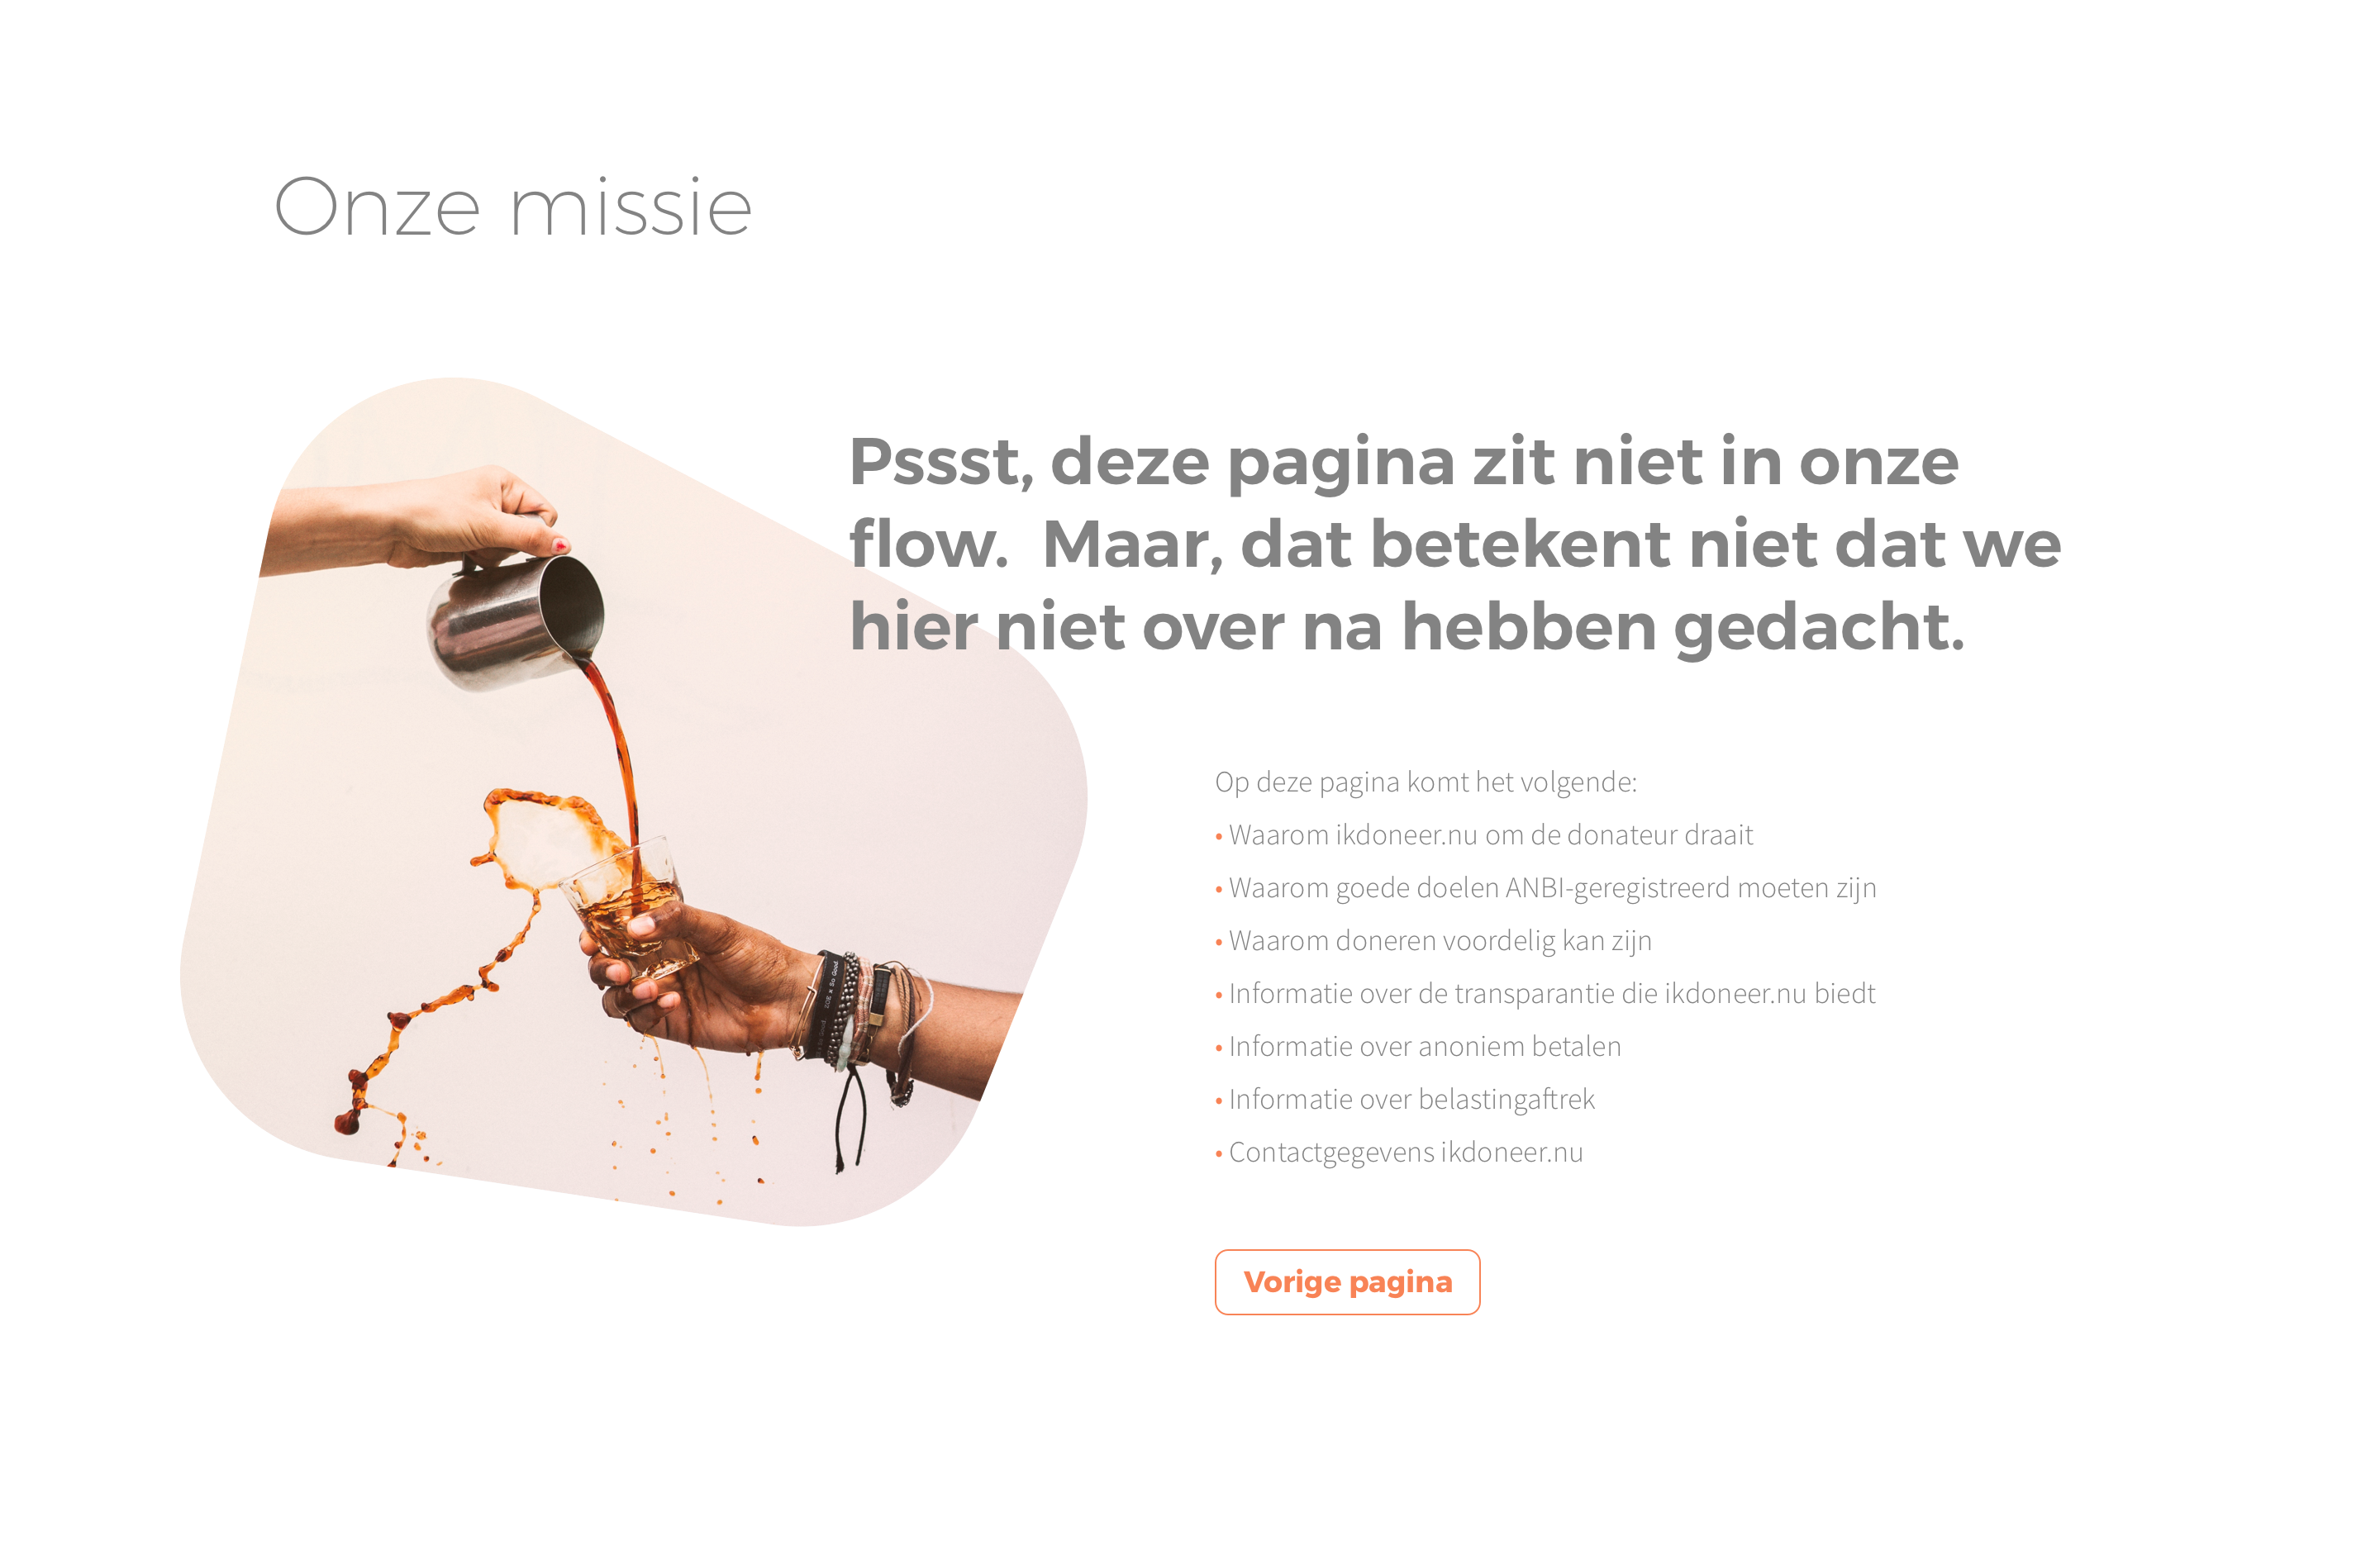 Onze missie
Pssst, deze pagina zit niet in onze
flow. Maar, dat betekent niet dat we
hier niet over na hebben gedacht.
Op deze pagina komt het volgende:
• Waarom ikdoneer.nu om de donateur draait
• Waarom goede doelen ANBI-geregistreerd moeten zijn
• Waarom doneren voordelig kan zijn
• Informatie over de transparantie die ikdoneer.nu biedt
• Informatie over anoniem betalen
• Informatie over belastingaftrek
• Contactgegevens ikdoneer.nu
Vorige pagina